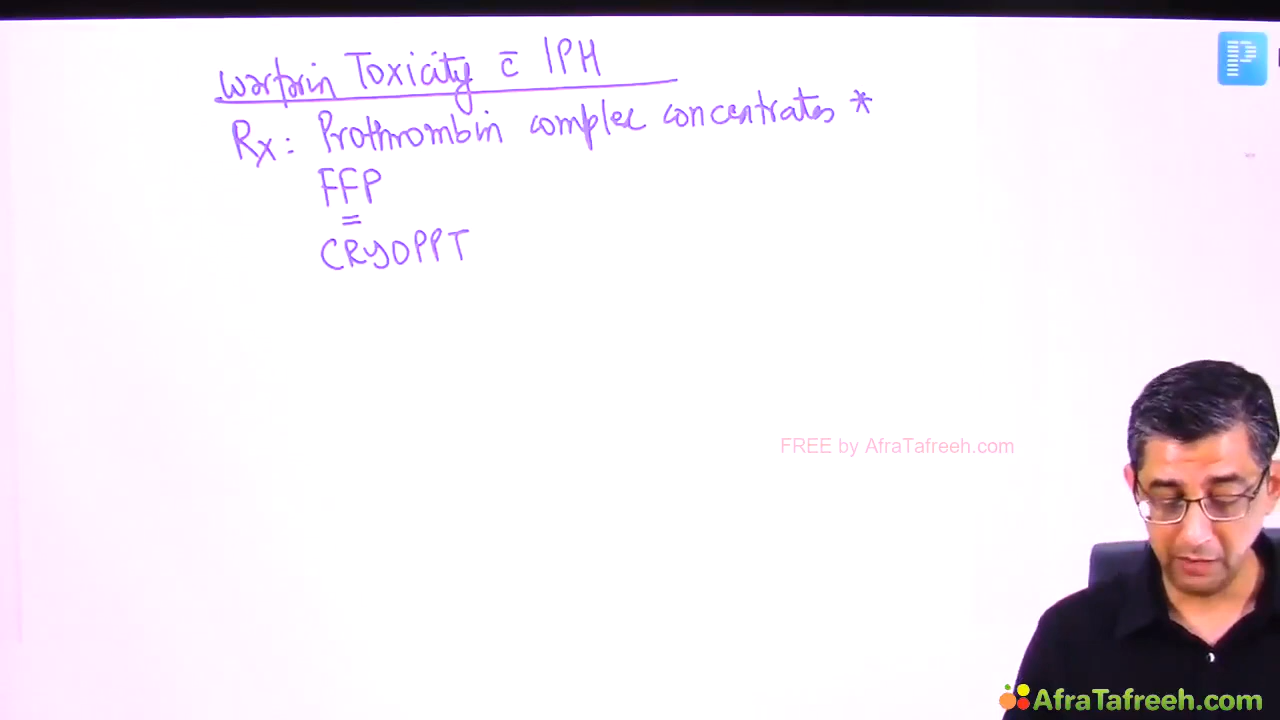 Warfarin Toxicity c̄ IPH
Rx: Prothrombin complex concentrates *
FFP
=
CRYOPPT
P
FREE by AfraTafreeh.com
AfraTafreeh.com